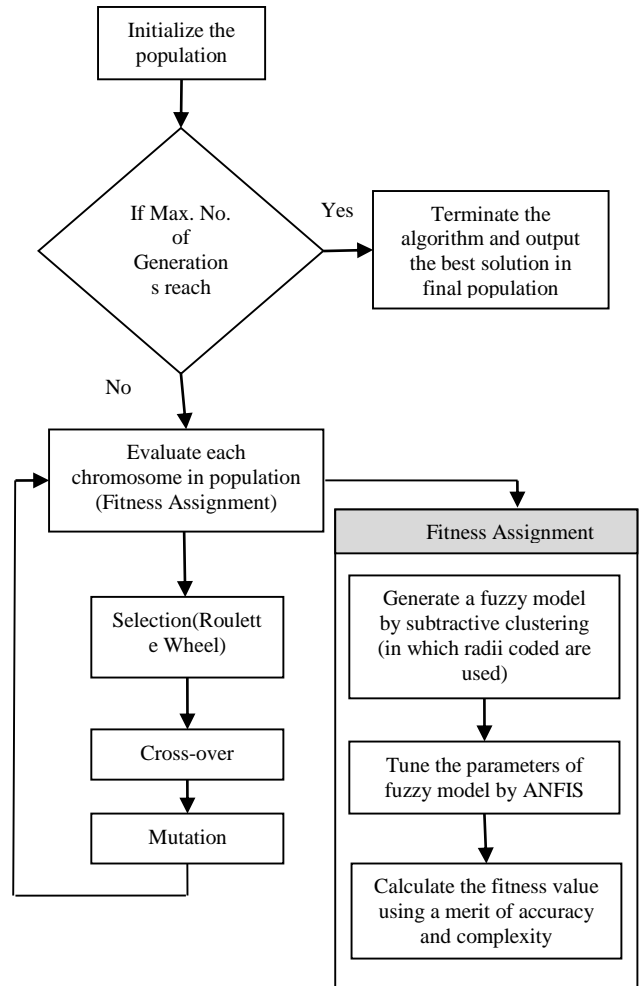 Initialize the
population
If Max. No.
of
Generation
s reach
Yes
Terminate the
algorithm and output
the best solution in
final population
No
Evaluate each
chromosome in population
(Fitness Assignment)
Selection(Roulett
e Wheel)
Cross-over
Mutation
Fitness Assignment
Generate a fuzzy model
by subtractive clustering
(in which radii coded are
used)
Tune the parameters of
fuzzy model by ANFIS
Calculate the fitness value
using a merit of accuracy
and complexity